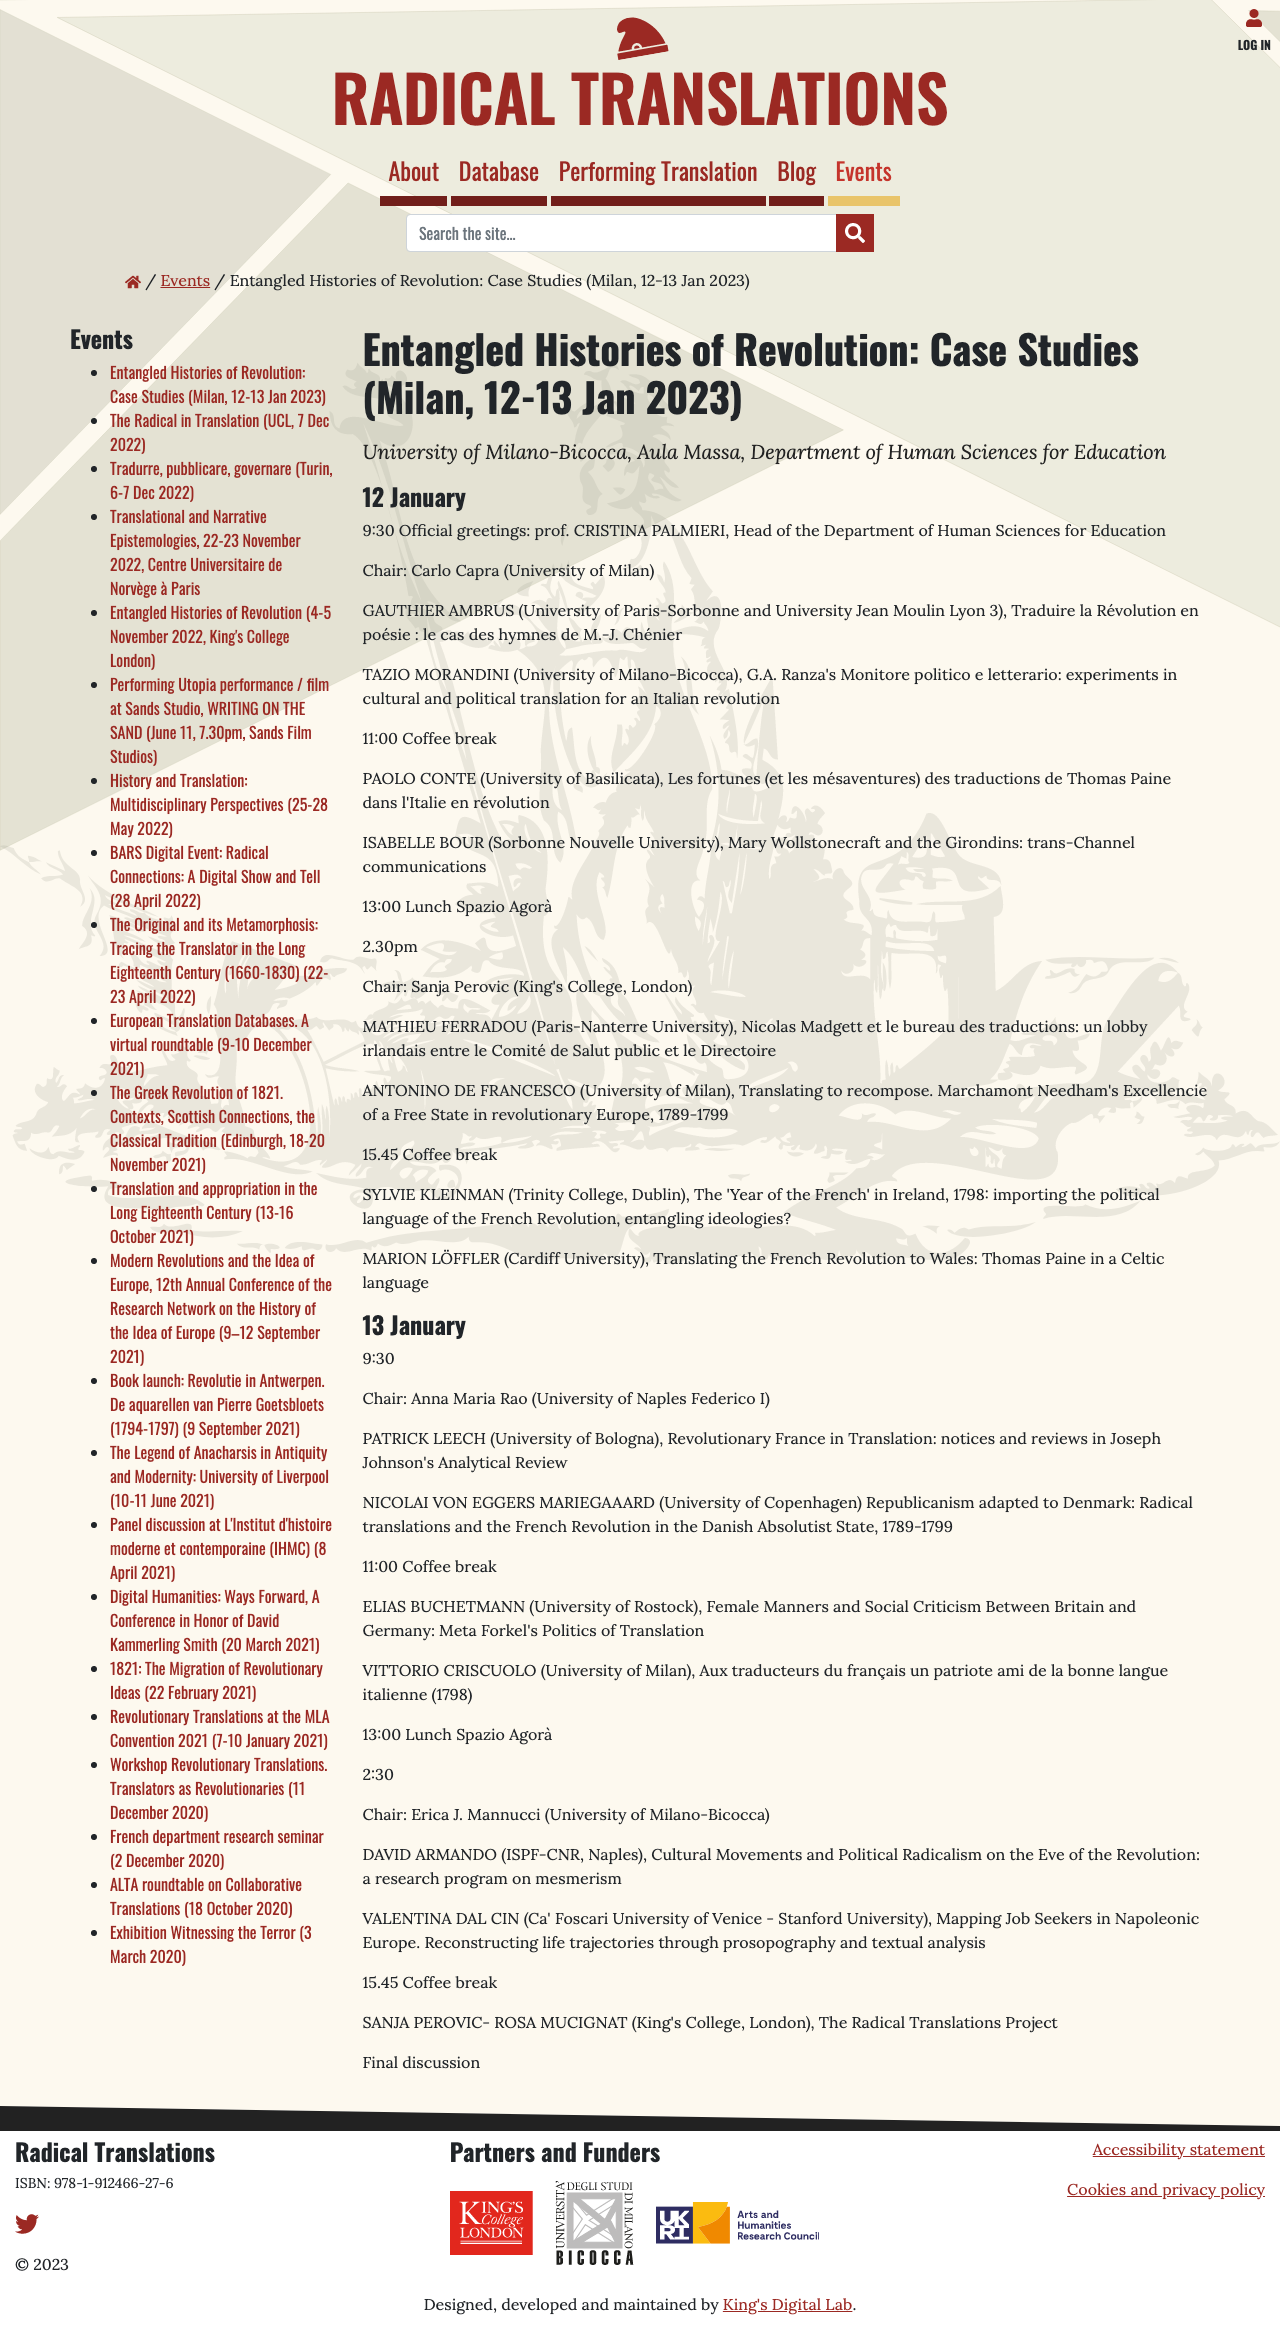 LOG IN
RADICAL TRANSLATIONS
About Database Performing Translation Blog Events
Search the site...
/ Events / Entangled Histories of Revolution: Case Studies (Milan, 12-13 Jan 2023)
Events
Entangled Histories of Revolution:
Case Studies (Milan, 12-13 Jan 2023)
The Radical in Translation (UCL, 7 Dec
2022)
Tradurre, pubblicare, governare (Turin,
6-7 Dec 2022)
Translational and Narrative
Epistemologies, 22-23 November
2022, Centre Universitaire de
Norvège à Paris
Entangled Histories of Revolution (4-5
November 2022, King's College
London)
Performing Utopia performance / film
at Sands Studio, WRITING ON THE
SAND (June 11, 7.30pm, Sands Film
Studios)
History and Translation:
Multidisciplinary Perspectives (25-28
May 2022)
BARS Digital Event: Radical
Connections: A Digital Show and Tell
(28 April 2022)
The Original and its Metamorphosis:
Tracing the Translator in the Long
Eighteenth Century (1660-1830) (22-
23 April 2022)
European Translation Databases. A
virtual roundtable (9-10 December
2021)
The Greek Revolution of 1821.
Contexts, Scottish Connections, the
Classical Tradition (Edinburgh, 18-20
November 2021)
Translation and appropriation in the
Long Eighteenth Century (13-16
October 2021)
Modern Revolutions and the Idea of
Europe, 12th Annual Conference of the
Research Network on the History of
the Idea of Europe (9–12 September
2021)
Book launch: Revolutie in Antwerpen.
De aquarellen van Pierre Goetsbloets
(1794-1797) (9 September 2021)
The Legend of Anacharsis in Antiquity
and Modernity: University of Liverpool
(10-11 June 2021)
Panel discussion at L'Institut d'histoire
moderne et contemporaine (IHMC) (8
April 2021)
Digital Humanities: Ways Forward, A
Conference in Honor of David
Kammerling Smith (20 March 2021)
1821: The Migration of Revolutionary
Ideas (22 February 2021)
Revolutionary Translations at the MLA
Convention 2021 (7-10 January 2021)
Workshop Revolutionary Translations.
Translators as Revolutionaries (11
December 2020)
French department research seminar
(2 December 2020)
ALTA roundtable on Collaborative
Translations (18 October 2020)
Exhibition Witnessing the Terror (3
March 2020)
Entangled Histories of Revolution: Case Studies
(Milan, 12-13 Jan 2023)
University of Milano-Bicocca, Aula Massa, Department of Human Sciences for Education
12 January
9:30 Official greetings: prof. CRISTINA PALMIERI, Head of the Department of Human Sciences for Education
Chair: Carlo Capra (University of Milan)
GAUTHIER AMBRUS (University of Paris-Sorbonne and University Jean Moulin Lyon 3), Traduire la Révolution en
poésie : le cas des hymnes de M.-J. Chénier
TAZIO MORANDINI (University of Milano-Bicocca), G.A. Ranza's Monitore politico e letterario: experiments in
cultural and political translation for an Italian revolution
11:00 Coffee break
PAOLO CONTE (University of Basilicata), Les fortunes (et les mésaventures) des traductions de Thomas Paine
dans l'Italie en révolution
ISABELLE BOUR (Sorbonne Nouvelle University), Mary Wollstonecraft and the Girondins: trans-Channel
communications
13:00 Lunch Spazio Agorà
2.30pm
Chair: Sanja Perovic (King's College, London)
MATHIEU FERRADOU (Paris-Nanterre University), Nicolas Madgett et le bureau des traductions: un lobby
irlandais entre le Comité de Salut public et le Directoire
ANTONINO DE FRANCESCO (University of Milan), Translating to recompose. Marchamont Needham's Excellencie
of a Free State in revolutionary Europe, 1789-1799
15.45 Coffee break
SYLVIE KLEINMAN (Trinity College, Dublin), The 'Year of the French' in Ireland, 1798: importing the political
language of the French Revolution, entangling ideologies?
MARION LÖFFLER (Cardiff University), Translating the French Revolution to Wales: Thomas Paine in a Celtic
language
13 January
9:30
Chair: Anna Maria Rao (University of Naples Federico I)
PATRICK LEECH (University of Bologna), Revolutionary France in Translation: notices and reviews in Joseph
Johnson's Analytical Review
NICOLAI VON EGGERS MARIEGAAARD (University of Copenhagen) Republicanism adapted to Denmark: Radical
translations and the French Revolution in the Danish Absolutist State, 1789-1799
11:00 Coffee break
ELIAS BUCHETMANN (University of Rostock), Female Manners and Social Criticism Between Britain and
Germany: Meta Forkel's Politics of Translation
VITTORIO CRISCUOLO (University of Milan), Aux traducteurs du français un patriote ami de la bonne langue
italienne (1798)
13:00 Lunch Spazio Agorà
2:30
Chair: Erica J. Mannucci (University of Milano-Bicocca)
DAVID ARMANDO (ISPF-CNR, Naples), Cultural Movements and Political Radicalism on the Eve of the Revolution:
a research program on mesmerism
VALENTINA DAL CIN (Ca' Foscari University of Venice - Stanford University), Mapping Job Seekers in Napoleonic
Europe. Reconstructing life trajectories through prosopography and textual analysis
15.45 Coffee break
SANJA PEROVIC- ROSA MUCIGNAT (King's College, London), The Radical Translations Project
Final discussion
Radical Translations
ISBN: 978-1-912466-27-6
© 2023
Partners and Funders
KING'S
College
LONDON
UNIVERSITA'
DEGLI STUDI
DI MILANO
BICOCCA
UKRI
Arts and
Humanities
Research Council
Accessibility statement
Cookies and privacy policy
Designed, developed and maintained by King's Digital Lab.